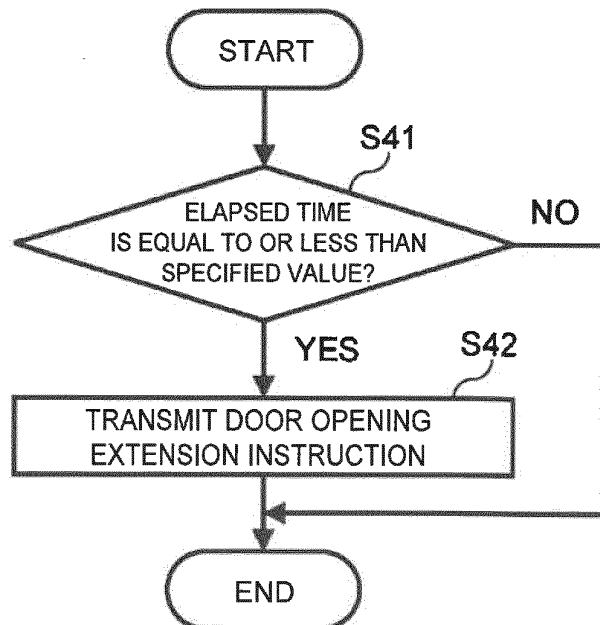 START
S41
ELAPSED TIME
IS EQUAL TO OR LESS THAN
SPECIFIED VALUE?
NO
YES
S42
TRANSMIT DOOR OPENING
EXTENSION INSTRUCTION
END